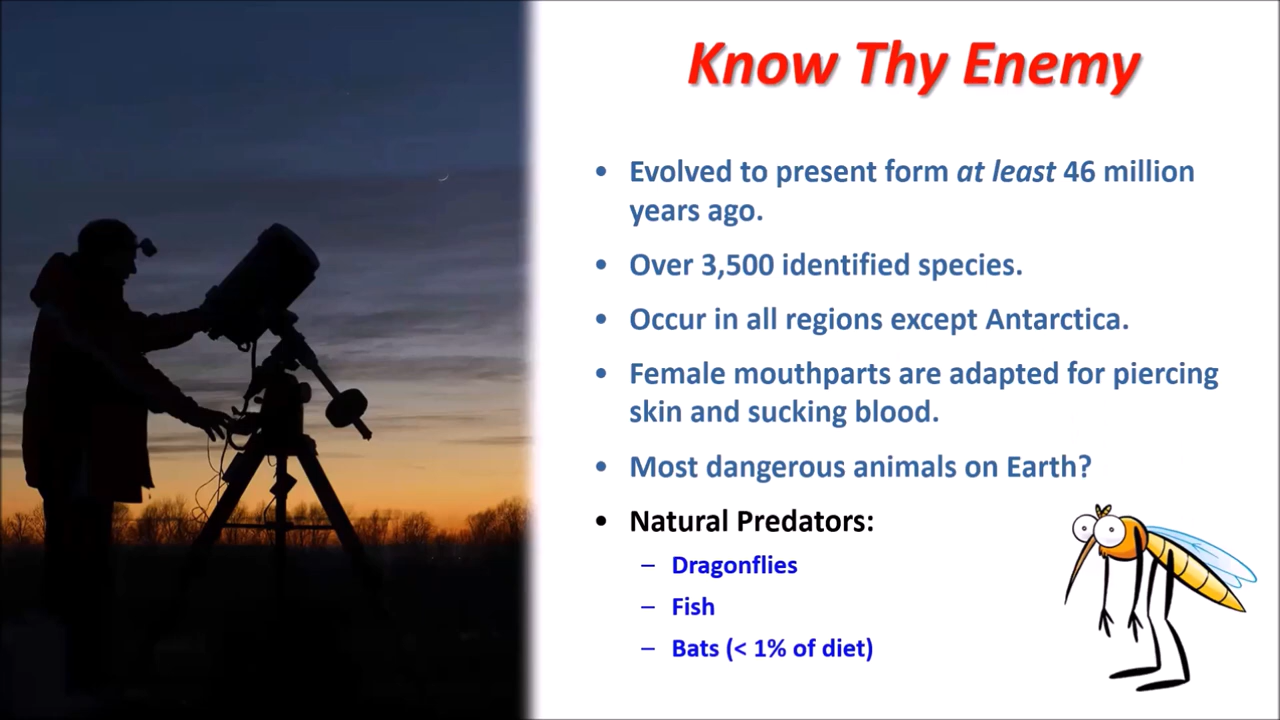 Know Thy Enemy
• Evolved to present form at least 46 million
years ago.
• Over 3,500 identified species.
• Occur in all regions except Antarctica.
• Female mouthparts are adapted for piercing
skin and sucking blood.
• Most dangerous animals on Earth?
• Natural Predators:
– Dragonflies
– Fish
– Bats (< 1% of diet)